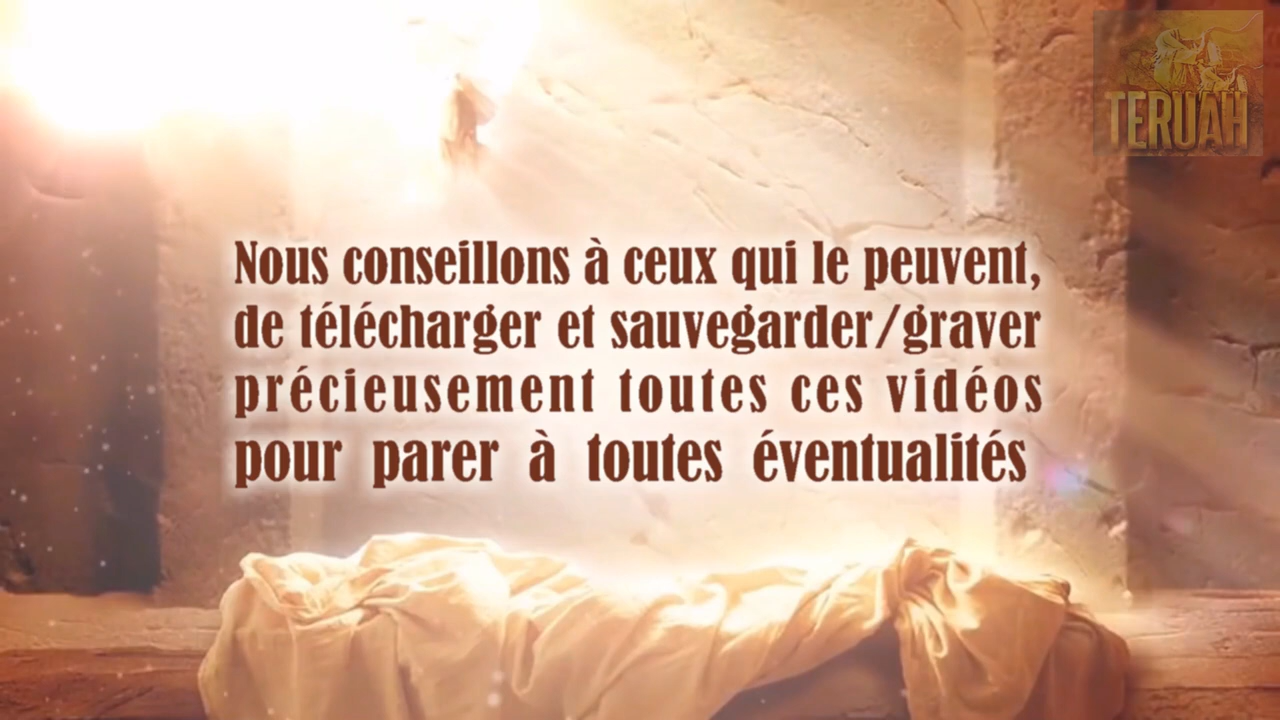 TERUAH
Nous conseillons à ceux qui le peuvent,
de télécharger et sauvegarder/graver
précieusement toutes ces vidéos
pour parer à toutes éventualités